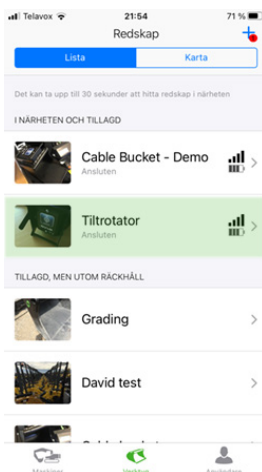 Telavox 21:54 71 %
Redskap
Lista Karta
Det kan ta upp till 30 sekunder att hitta redskap i närheten
I NÄRHETEN OCH TILLAGD
Cable Bucket - Demo
Ansluten
Tiltrotator
Ansluten
TILLAGD, MEN UTOM RÄCKHÅLL
Grading
David test
Maskiner Användare